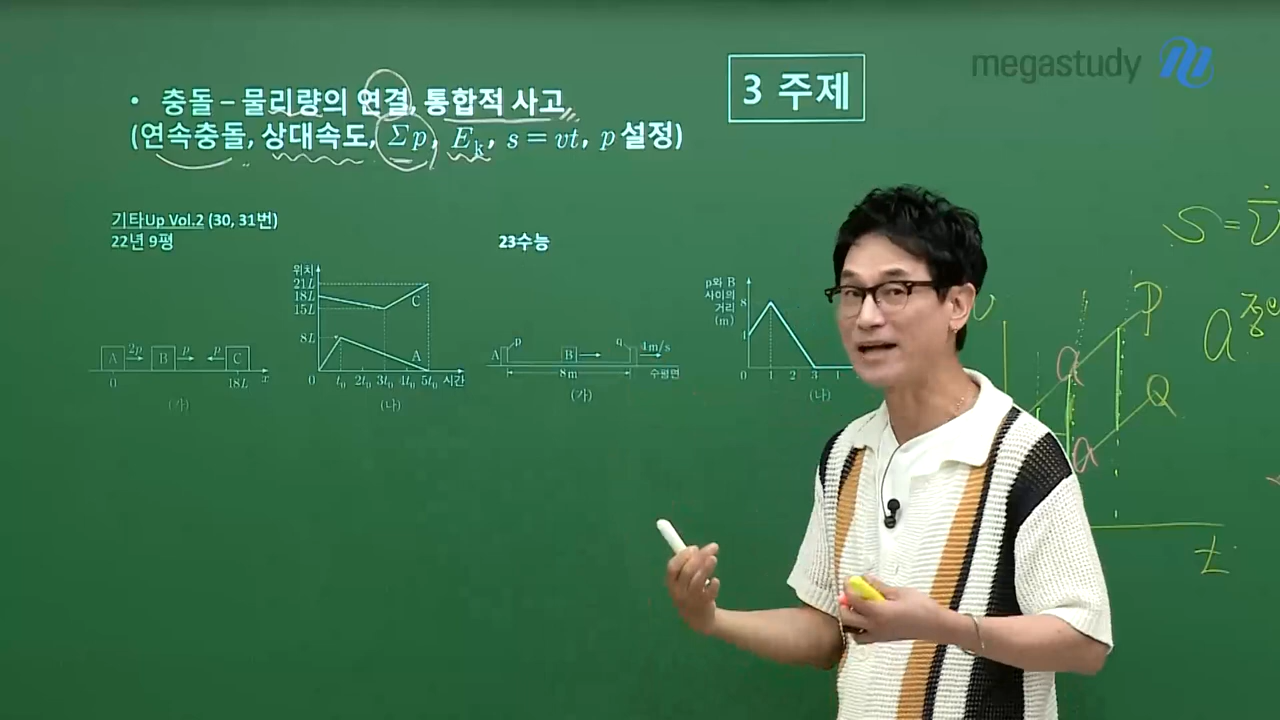 megastudy
3 주제
• 충돌 – 물리량의 연결, 통합적 사고
(연속충돌, 상대속도, Σp, Eₖ, s = vt, p 설정)
기타Up Vol.2 (30, 31번)
22년 9평
23수능
위치
21L
18L
15L
8L
C
A
0 t₀ 2t₀ 3t₀ 4t₀ 5t₀ 시간
(나)
A 2p B p p C
0 18L x
(가)
A p B q 4m/s
8m 수평면
(가)
p와 B
사이의
거리
(m)
8
4
0 1 2 3 4
(나)
P
a
Q
a
t